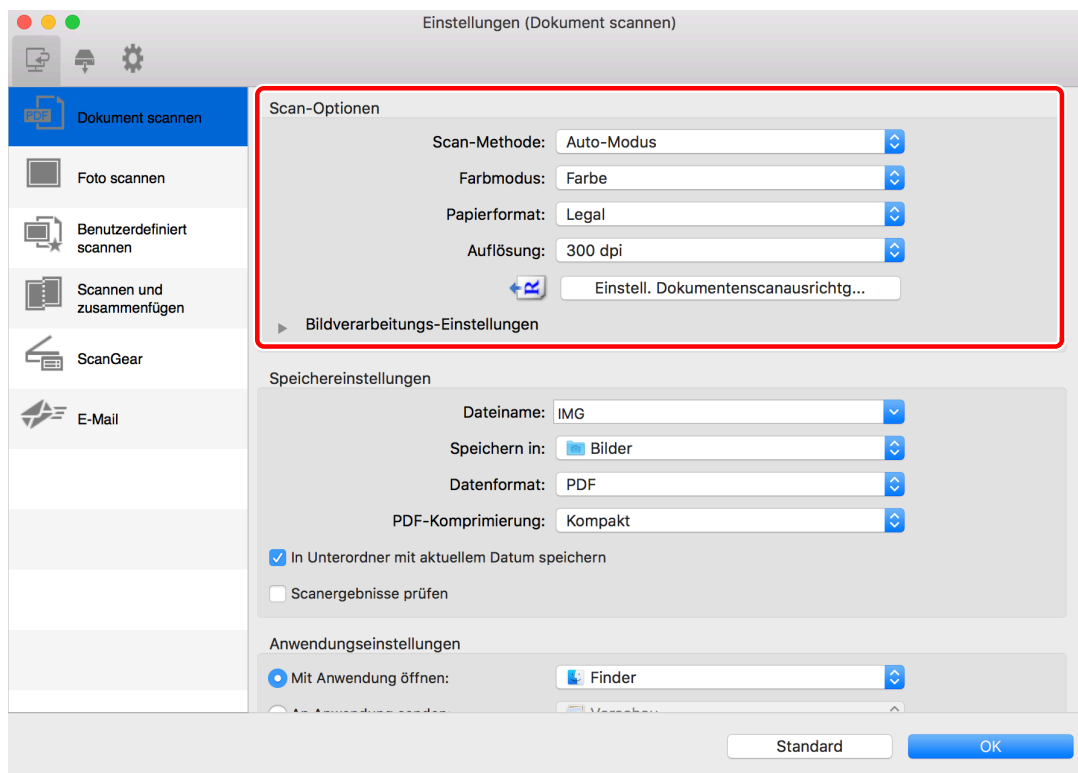 Einstellungen (Dokument scannen)
PDF
Dokument scannen
Foto scannen
Benutzerdefiniert
scannen
Scannen und
zusammenfügen
ScanGear
E-Mail
Scan-Optionen
Scan-Methode: Auto-Modus
Farbmodus: Farbe
Papierformat: Legal
Auflösung: 300 dpi
R Einstell. Dokumentenscanausrichtg...
Bildverarbeitungs-Einstellungen
Speichereinstellungen
Dateiname: IMG
Speichern in: Bilder
Datenformat: PDF
PDF-Komprimierung: Kompakt
In Unterordner mit aktuellem Datum speichern
Scanergebnisse prüfen
Anwendungseinstellungen
Mit Anwendung öffnen: Finder
Standard OK